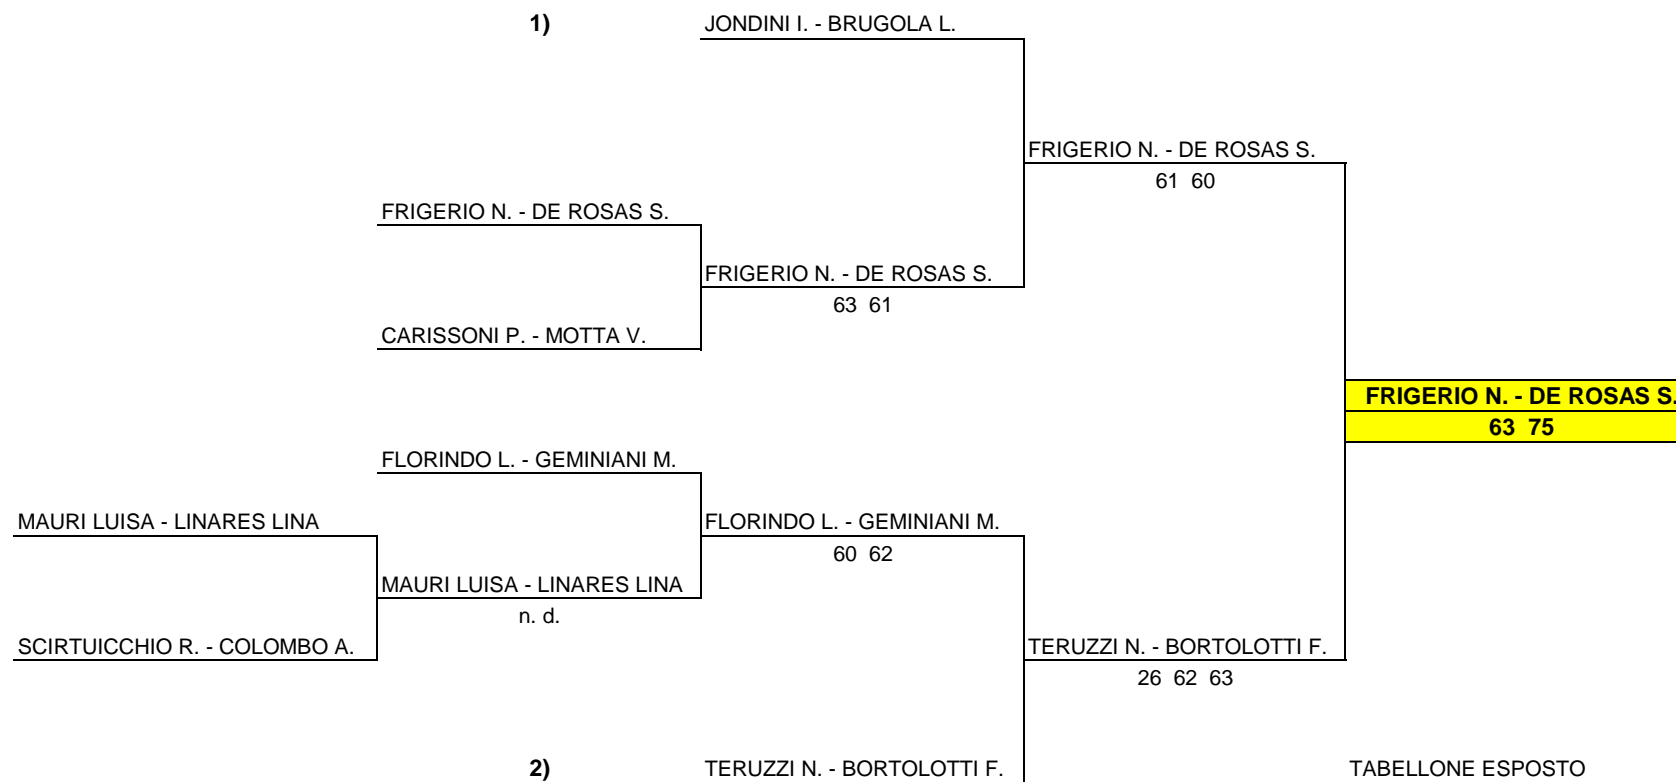 1) JONDINI I. - BRUGOLA L.
FRIGERIO N. - DE ROSAS S.
61 60
FRIGERIO N. - DE ROSAS S.
FRIGERIO N. - DE ROSAS S.
63 61
CARISSONI P. - MOTTA V.
FRIGERIO N. - DE ROSAS S.
63 75
FLORINDO L. - GEMINIANI M.
MAURI LUISA - LINARES LINA
FLORINDO L. - GEMINIANI M.
60 62
MAURI LUISA - LINARES LINA
n. d.
SCIRTUICCHIO R. - COLOMBO A.
TERUZZI N. - BORTOLOTTI F.
26 62 63
2) TERUZZI N. - BORTOLOTTI F.
TABELLONE ESPOSTO